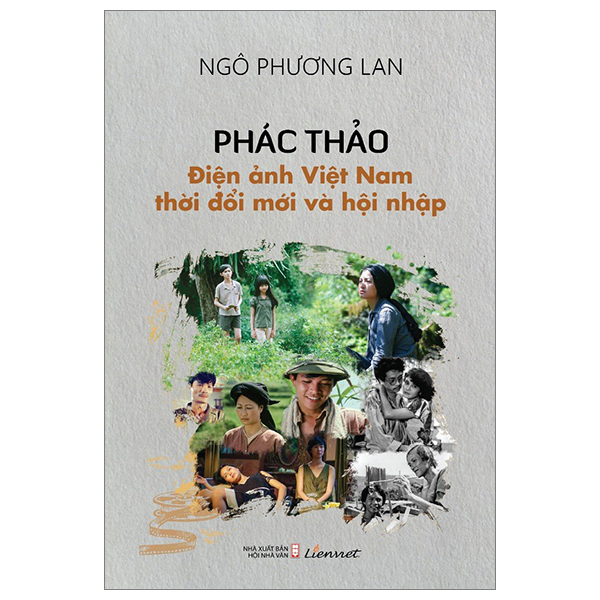 NGÔ PHƯƠNG LAN
PHÁC THẢO
Điện ảnh Việt Nam
thời đổi mới và hội nhập
NHÀ XUẤT BẢN
HỘI NHÀ VĂN
Lienviet